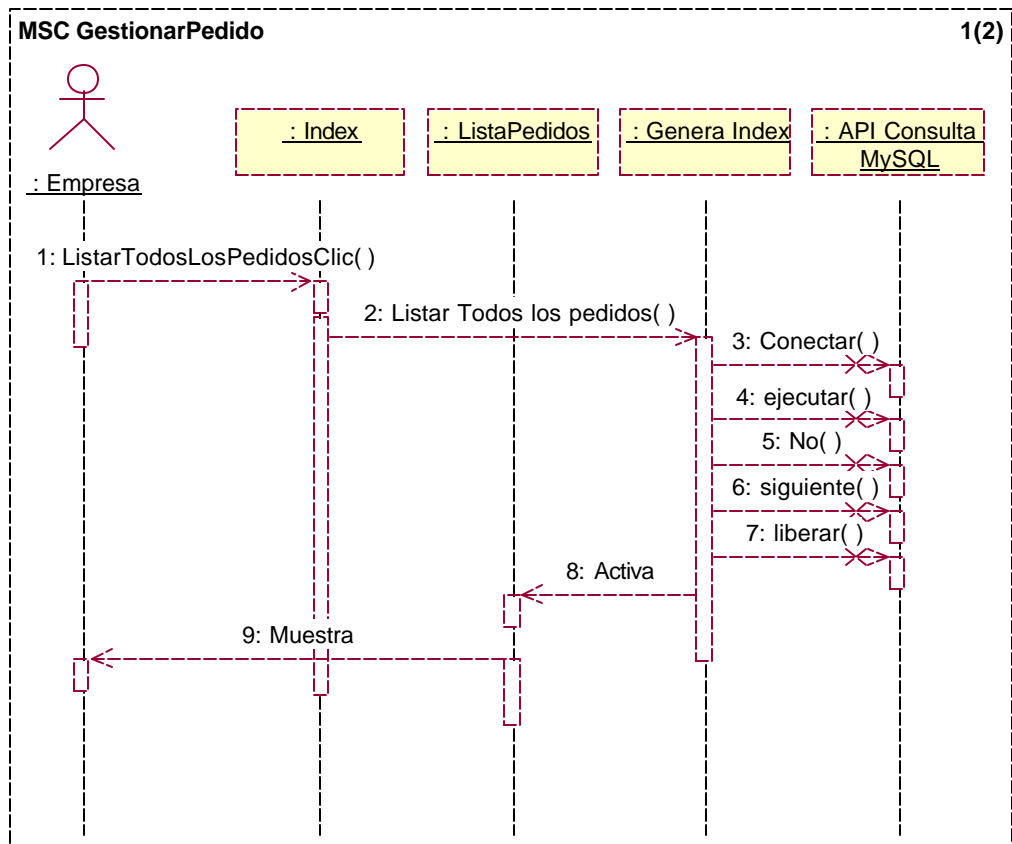 MSC GestionarPedido 1(2)
: Empresa
: Index
: ListaPedidos
: Genera Index
: API Consulta
MySQL
1: ListarTodosLosPedidosClic( )
2: Listar Todos los pedidos( )
3: Conectar( )
4: ejecutar( )
5: No( )
6: siguiente( )
7: liberar( )
8: Activa
9: Muestra